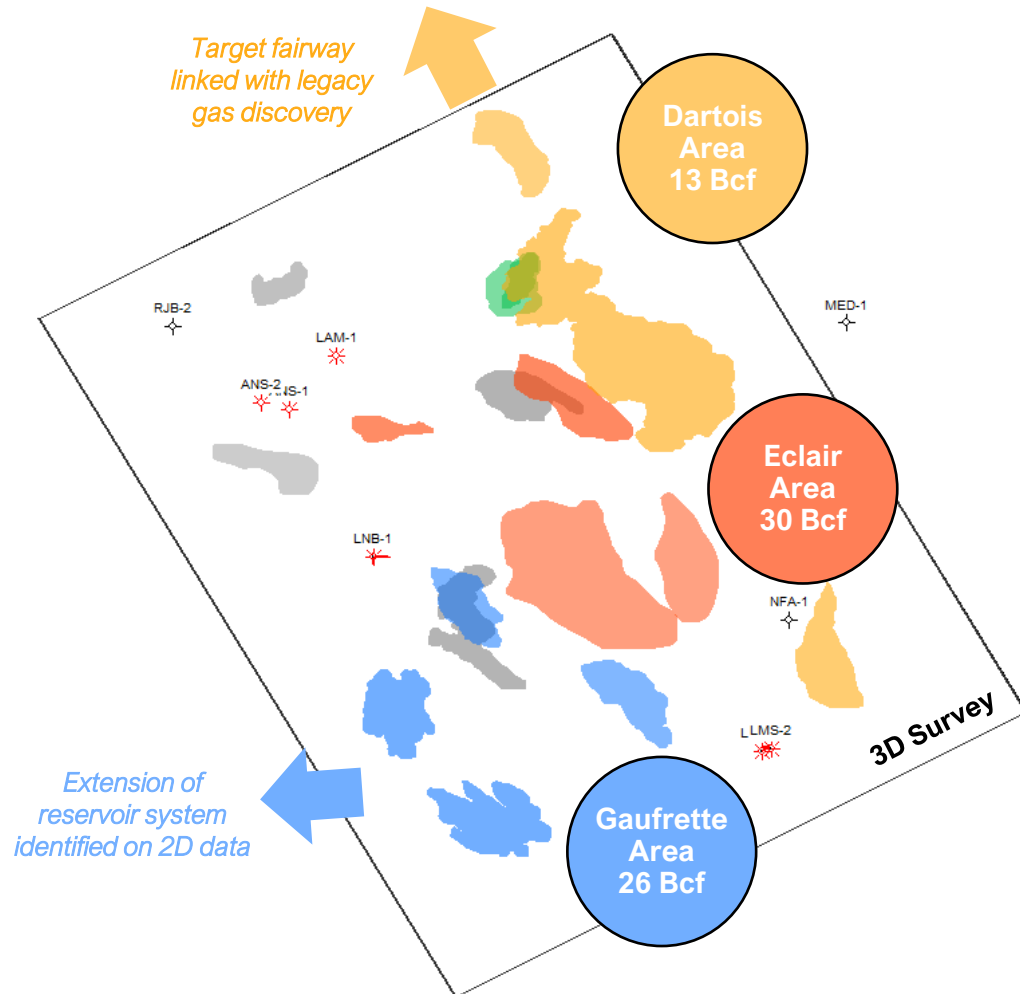 Target fairway
linked with legacy
gas discovery
Dartois
Area
13 Bcf
RJB-2
MED-1
LAM-1
ANS-2
NS-1
Eclair
Area
30 Bcf
LNB-1
NFA-1
3D Survey
L
LMS-2
Extension of
reservoir system
identified on 2D data
Gaufrette
Area
26 Bcf